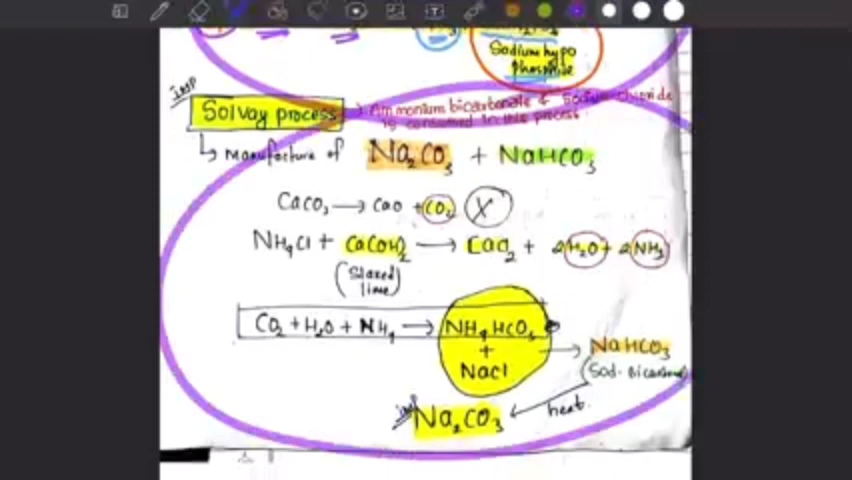 Sodium hypo
Phosphide
Imp
Solvay process → Ammonium bicarbonate & Sodium chloride
is consumed in this process
↳ Manufacture of Na₂CO₃ + NaHCO₃
CaCO₃ → CaO + CO₂ X
NH₄Cl + Ca(OH)₂ → CaCl₂ + 2H₂O + 2NH₃
(Slaked
lime)
CO₂ + H₂O + NH₄ → NH₄HCO₃
+
NaCl
→ NaHCO₃
(Sod-Bicarbonate)
heat
imp Na₂CO₃